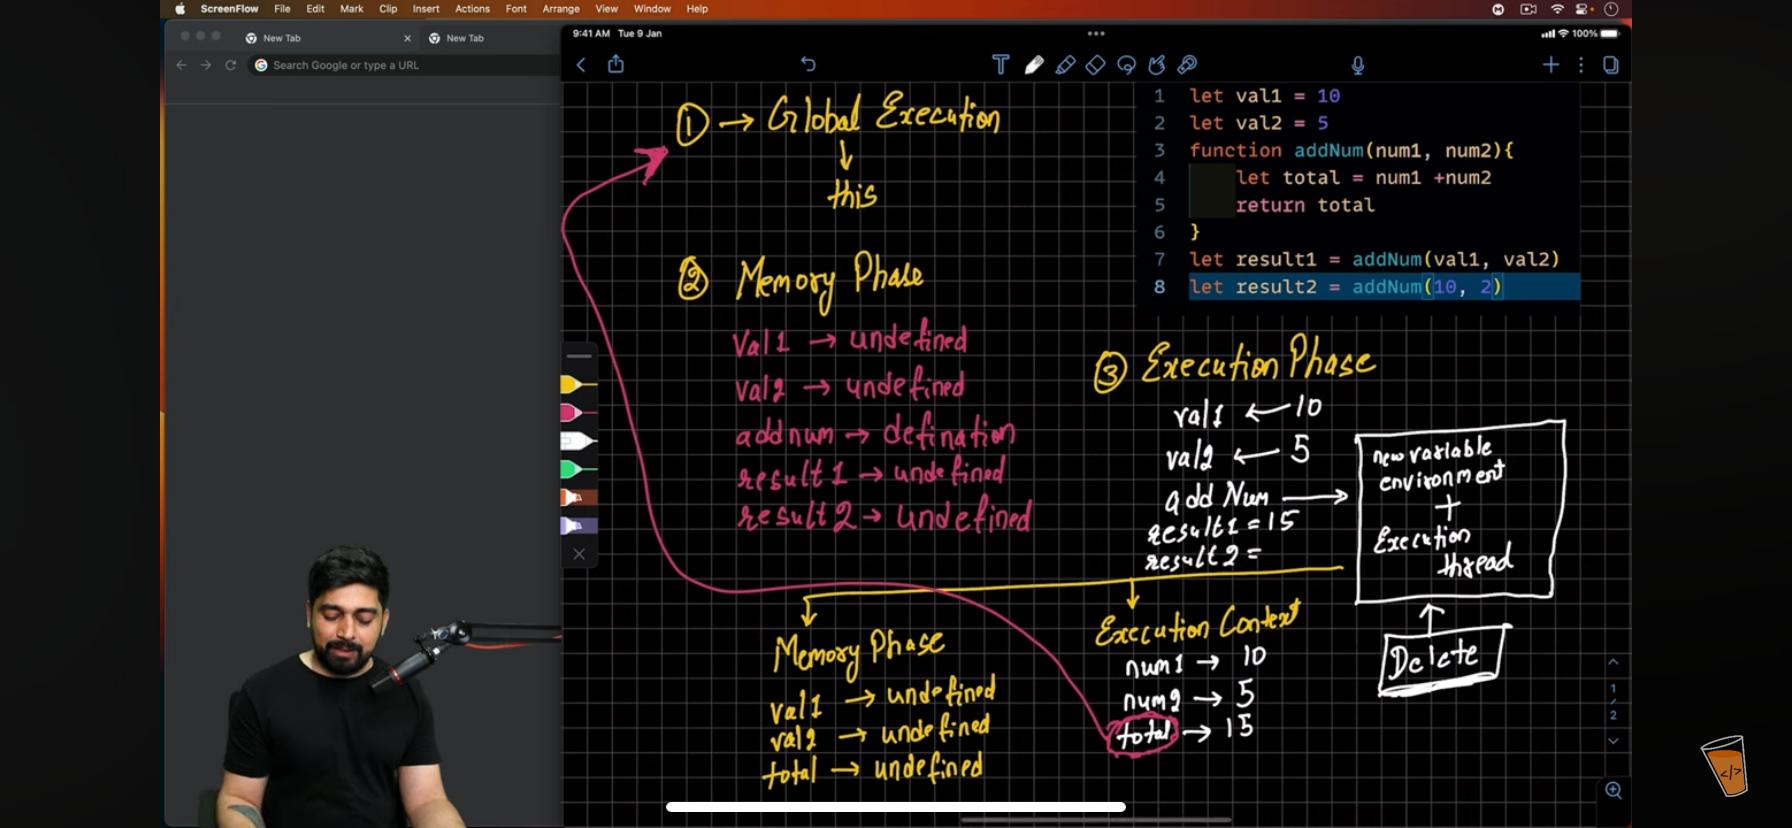 ScreenFlow File Edit Mark Clip Insert Actions Font Arrange View Window Help
New Tab
New Tab
Search Google or type a URL
9:41 AM Tue 9 Jan
100%
① → Global Execution
↓
this
② Memory Phase
Val1 → undefined
val2 → undefined
addnum → defination
result1 → undefined
result2 → undefined
1 let val1 = 10
2 let val2 = 5
3 function addNum(num1, num2){
4 let total = num1 +num2
5 return total
6 }
7 let result1 = addNum(val1, val2)
8 let result2 = addNum(10, 2)
③ Execution Phase
val1 ← 10
val2 ← 5
add Num →
result1 = 15
result2 =
new variable
environment
+
Execution
thread
↑
Delete
Memory Phase
val1 → undefined
val2 → undefined
total → undefined
Execution Context
num1 → 10
num2 → 5
total → 15
1
/
2
</>